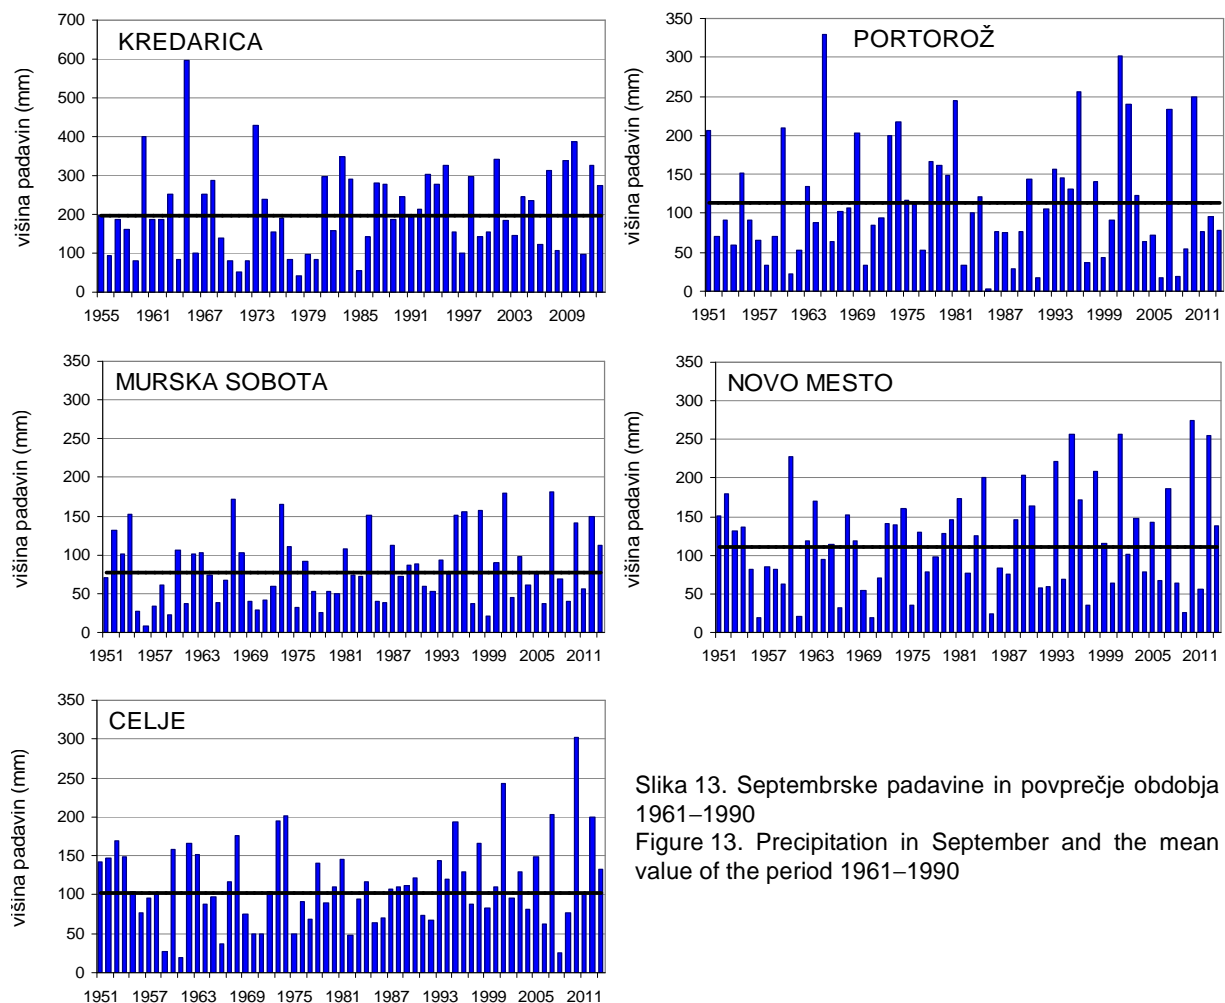 KREDARICA
višina padavin (mm)
700
600
500
400
300
200
100
0
1955 1961 1967 1973 1979 1985 1991 1997 2003 2009
PORTOROŽ
višina padavin (mm)
350
300
250
200
150
100
50
0
1951 1957 1963 1969 1975 1981 1987 1993 1999 2005 2011
MURSKA SOBOTA
višina padavin (mm)
350
300
250
200
150
100
50
0
1951 1957 1963 1969 1975 1981 1987 1993 1999 2005 2011
NOVO MESTO
višina padavin (mm)
350
300
250
200
150
100
50
0
1951 1957 1963 1969 1975 1981 1987 1993 1999 2005 2011
CELJE
višina padavin (mm)
350
300
250
200
150
100
50
0
1951 1957 1963 1969 1975 1981 1987 1993 1999 2005 2011
Slika 13. Septembrske padavine in povprečje obdobja
1961–1990
Figure 13. Precipitation in September and the mean
value of the period 1961–1990